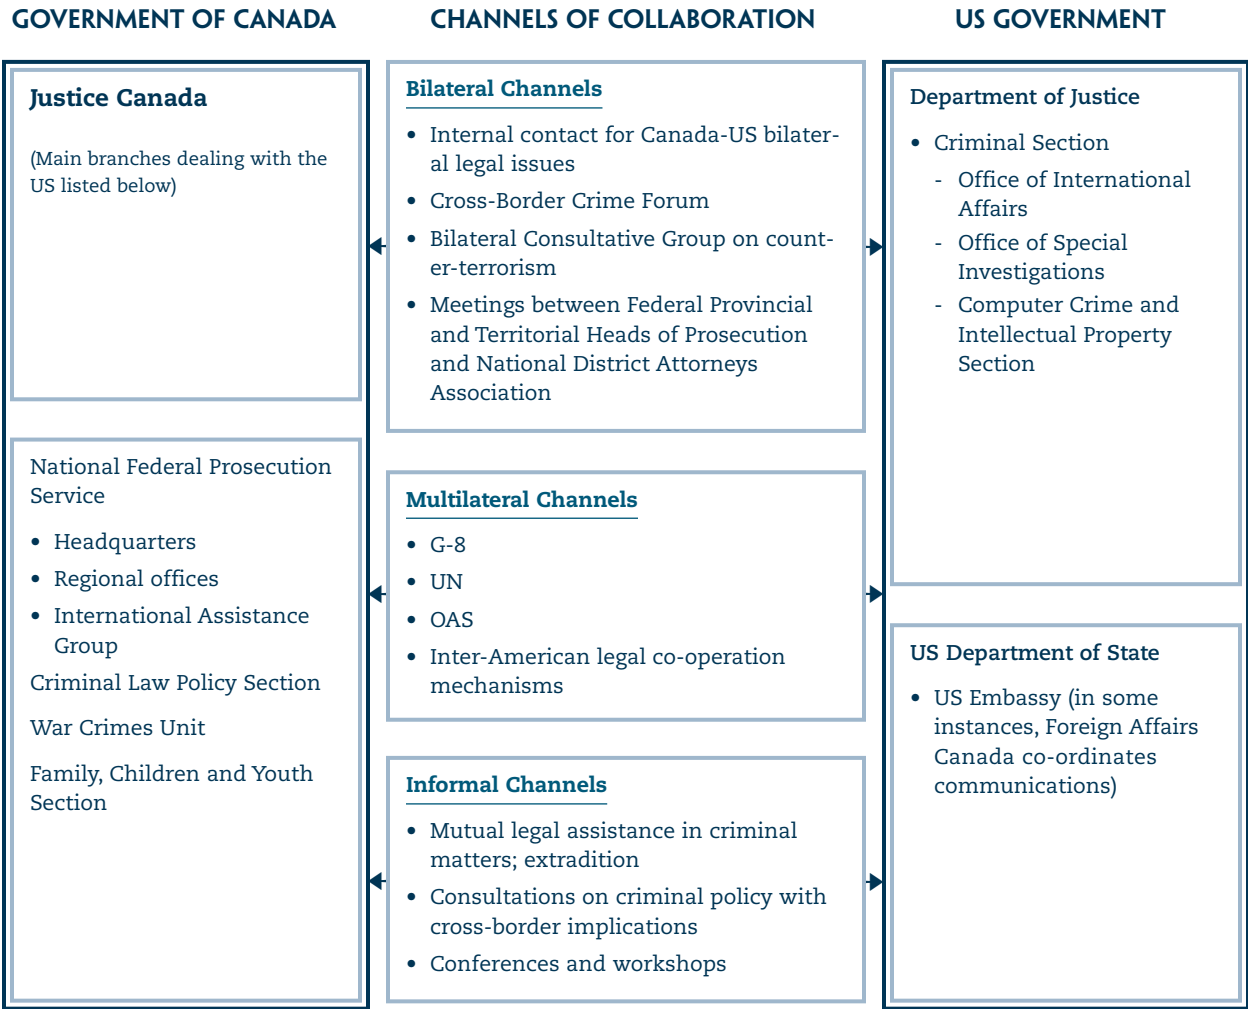 GOVERNMENT OF CANADA
CHANNELS OF COLLABORATION
US GOVERNMENT
Justice Canada
(Main branches dealing with the
US listed below)
National Federal Prosecution
Service
• Headquarters
• Regional offices
• International Assistance
Group
Criminal Law Policy Section
War Crimes Unit
Family, Children and Youth
Section
Bilateral Channels
• Internal contact for Canada-US bilater-
al legal issues
• Cross-Border Crime Forum
• Bilateral Consultative Group on count-
er-terrorism
• Meetings between Federal Provincial
and Territorial Heads of Prosecution
and National District Attorneys
Association
Multilateral Channels
• G-8
• UN
• OAS
• Inter-American legal co-operation
mechanisms
Informal Channels
• Mutual legal assistance in criminal
matters; extradition
• Consultations on criminal policy with
cross-border implications
• Conferences and workshops
Department of Justice
• Criminal Section
- Office of International
Affairs
- Office of Special
Investigations
- Computer Crime and
Intellectual Property
Section
US Department of State
• US Embassy (in some
instances, Foreign Affairs
Canada co-ordinates
communications)